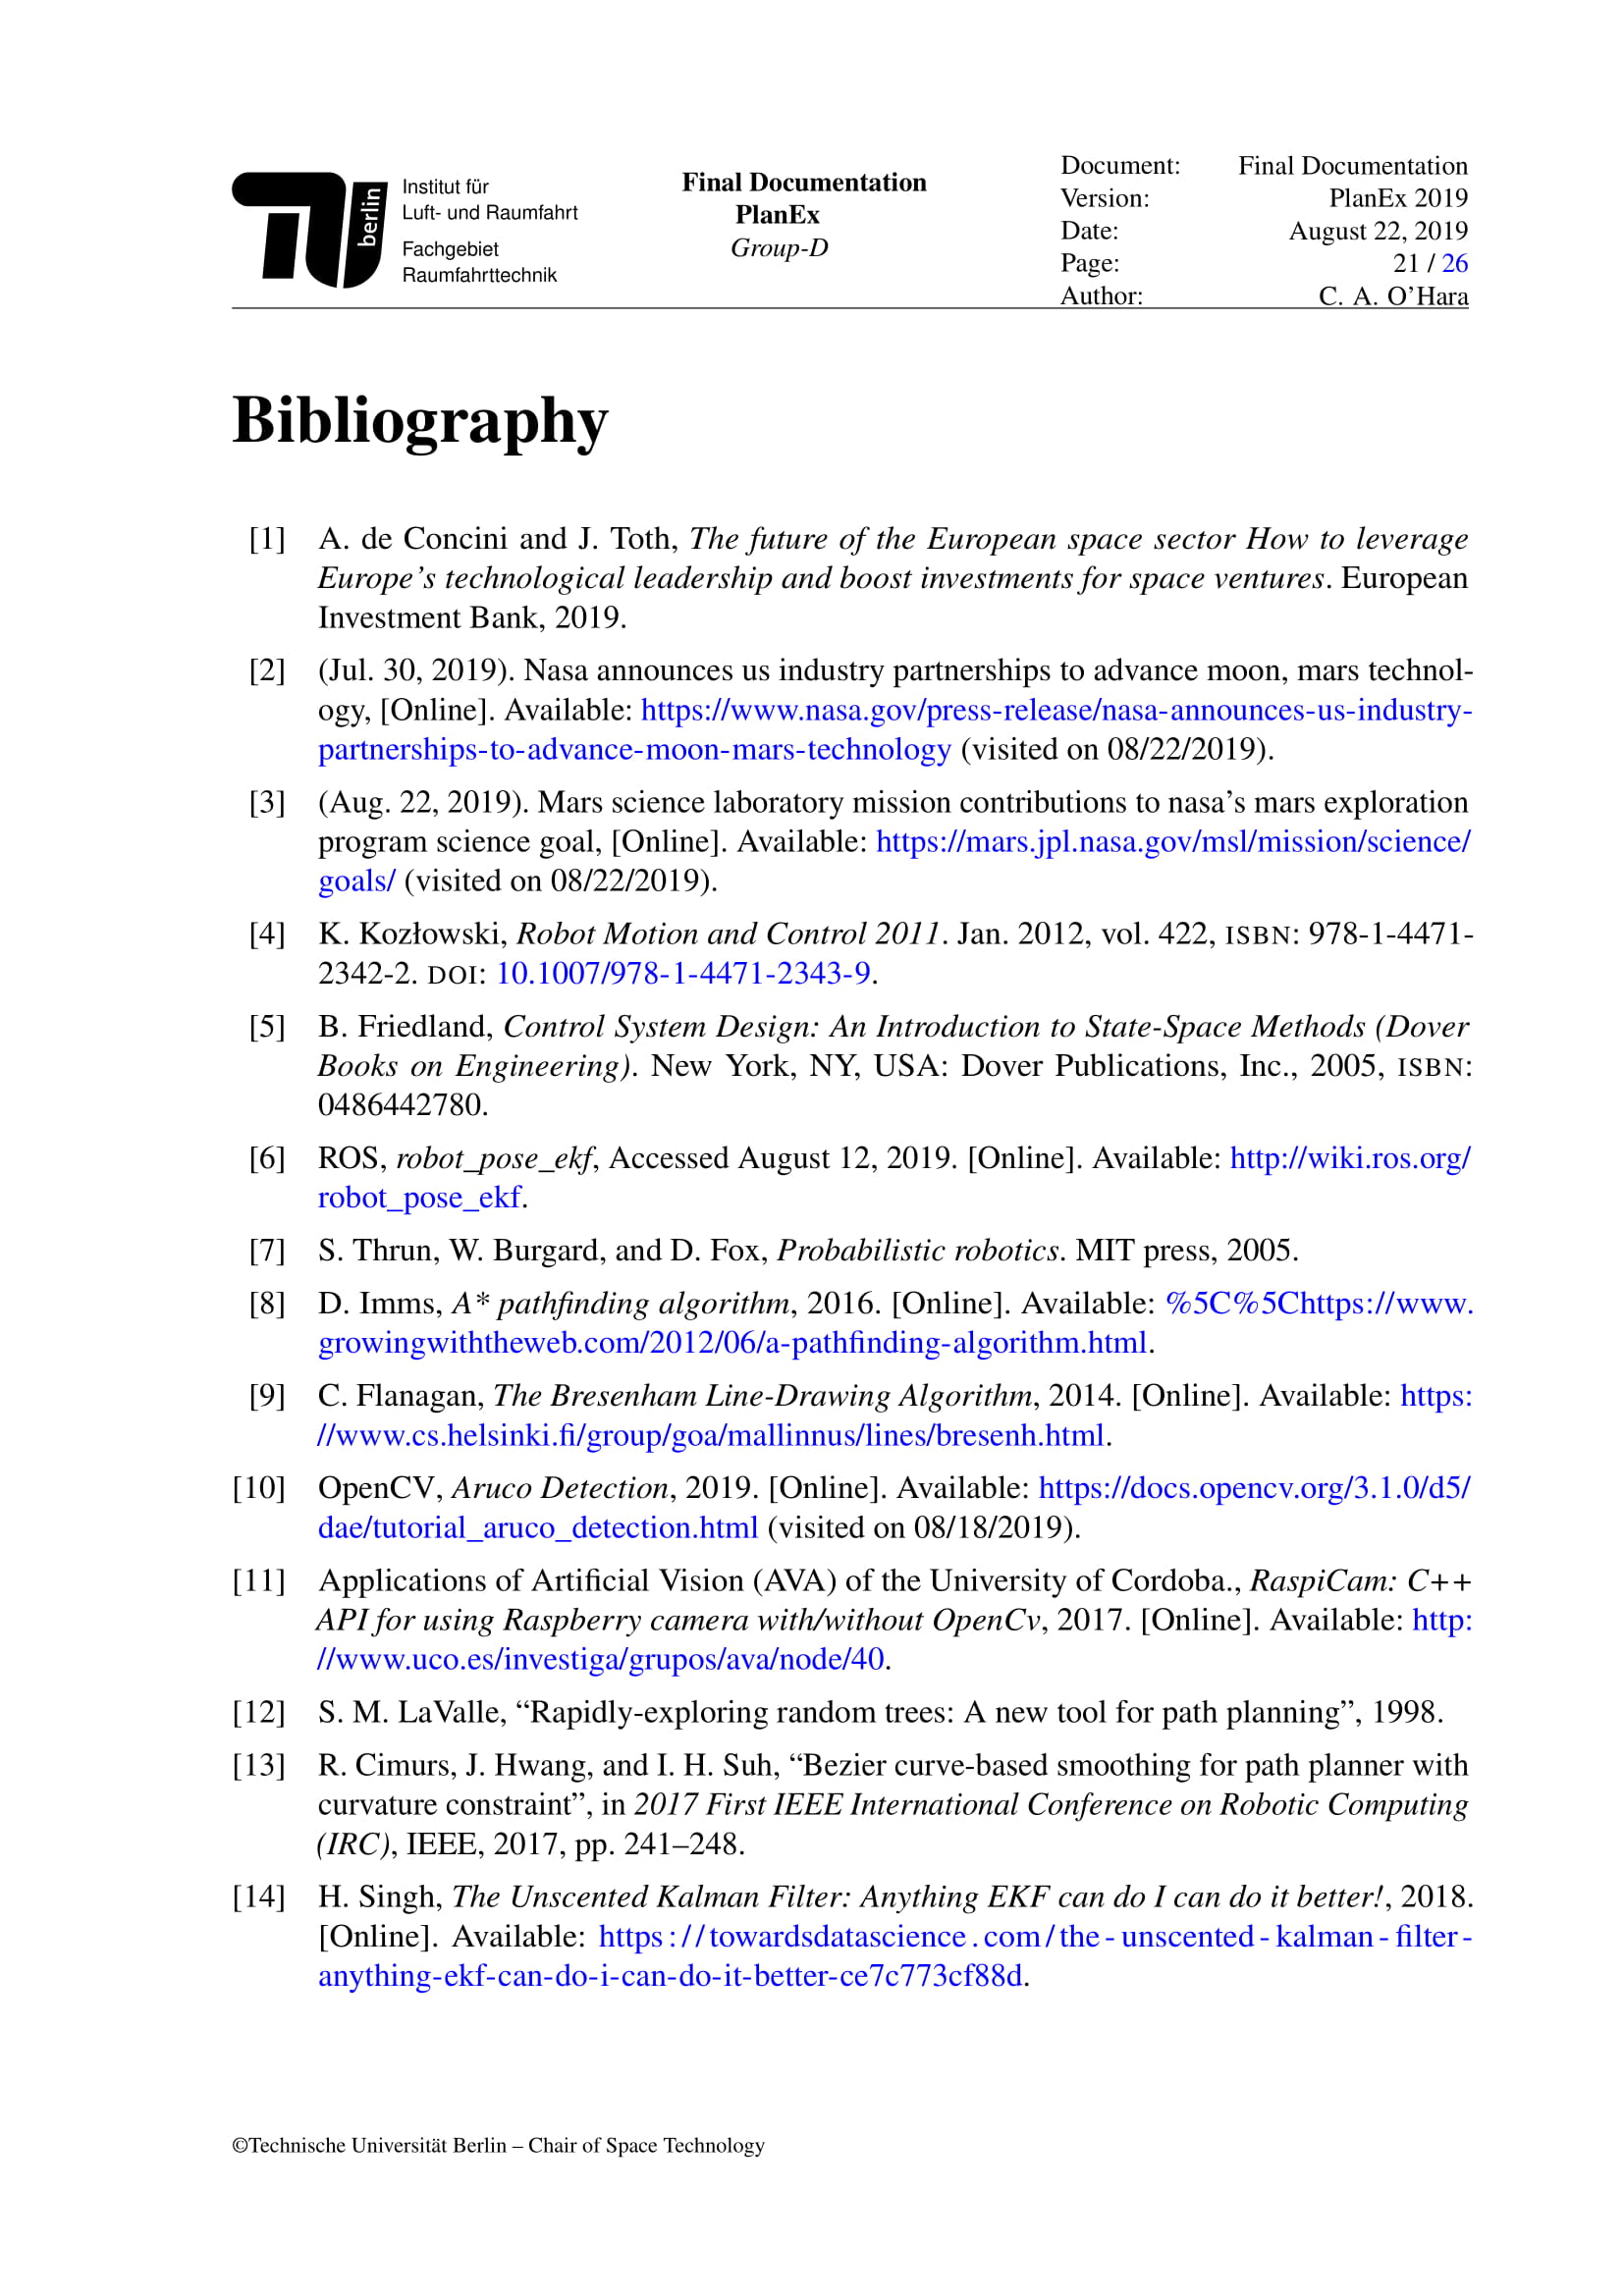 berlin
Institut für
Luft- und Raumfahrt
Fachgebiet
Raumfahrttechnik
Final Documentation
PlanEx
Group-D
Document: Final Documentation
Version: PlanEx 2019
Date: August 22, 2019
Page: 21 / 26
Author: C. A. O’Hara
Bibliography
[1] A. de Concini and J. Toth, The future of the European space sector How to leverage
Europe’s technological leadership and boost investments for space ventures. European
Investment Bank, 2019.
[2] (Jul. 30, 2019). Nasa announces us industry partnerships to advance moon, mars technol-
ogy, [Online]. Available: https://www.nasa.gov/press-release/nasa-announces-us-industry-
partnerships-to-advance-moon-mars-technology (visited on 08/22/2019).
[3] (Aug. 22, 2019). Mars science laboratory mission contributions to nasa’s mars exploration
program science goal, [Online]. Available: https://mars.jpl.nasa.gov/msl/mission/science/
goals/ (visited on 08/22/2019).
[4] K. Kozłowski, Robot Motion and Control 2011. Jan. 2012, vol. 422, ISBN: 978-1-4471-
2342-2. DOI: 10.1007/978-1-4471-2343-9.
[5] B. Friedland, Control System Design: An Introduction to State-Space Methods (Dover
Books on Engineering). New York, NY, USA: Dover Publications, Inc., 2005, ISBN:
0486442780.
[6] ROS, robot_pose_ekf, Accessed August 12, 2019. [Online]. Available: http://wiki.ros.org/
robot_pose_ekf.
[7] S. Thrun, W. Burgard, and D. Fox, Probabilistic robotics. MIT press, 2005.
[8] D. Imms, A* pathfinding algorithm, 2016. [Online]. Available: %5C%5Chttps://www.
growingwiththeweb.com/2012/06/a-pathfinding-algorithm.html.
[9] C. Flanagan, The Bresenham Line-Drawing Algorithm, 2014. [Online]. Available: https:
//www.cs.helsinki.fi/group/goa/mallinnus/lines/bresenh.html.
[10] OpenCV, Aruco Detection, 2019. [Online]. Available: https://docs.opencv.org/3.1.0/d5/
dae/tutorial_aruco_detection.html (visited on 08/18/2019).
[11] Applications of Artificial Vision (AVA) of the University of Cordoba., RaspiCam: C++
API for using Raspberry camera with/without OpenCv, 2017. [Online]. Available: http:
//www.uco.es/investiga/grupos/ava/node/40.
[12] S. M. LaValle, “Rapidly-exploring random trees: A new tool for path planning”, 1998.
[13] R. Cimurs, J. Hwang, and I. H. Suh, “Bezier curve-based smoothing for path planner with
curvature constraint”, in 2017 First IEEE International Conference on Robotic Computing
(IRC), IEEE, 2017, pp. 241–248.
[14] H. Singh, The Unscented Kalman Filter: Anything EKF can do I can do it better!, 2018.
[Online]. Available: https://towardsdatascience.com/the-unscented-kalman-filter-
anything-ekf-can-do-i-can-do-it-better-ce7c773cf88d.
©Technische Universität Berlin – Chair of Space Technology